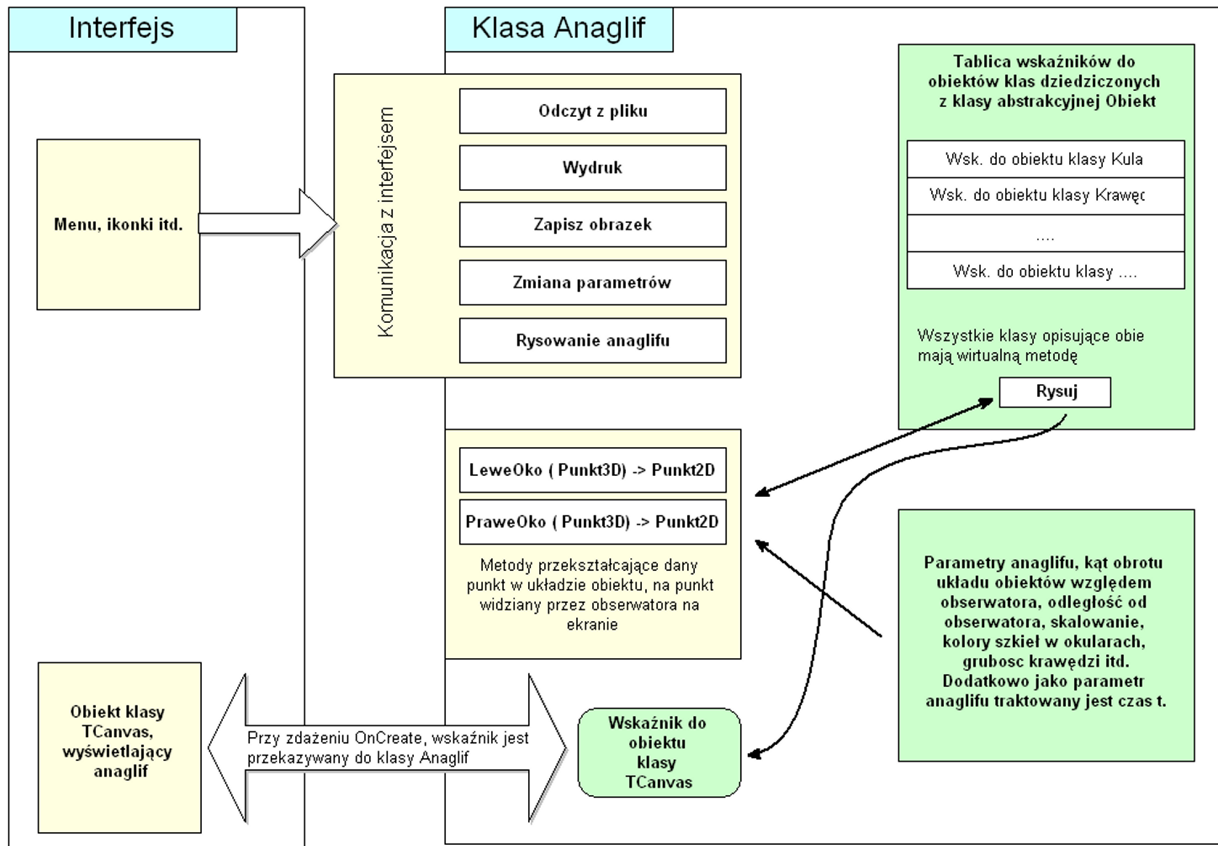 Interfejs
Klasa Anaglif
Menu, ikonki itd.
Komunikacja z interfejsem
Odczyt z pliku
Wydruk
Zapisz obrazek
Zmiana parametrów
Rysowanie anaglifu
Tablica wskaźników do
obiektów klas dziedziczonych
z klasy abstrakcyjnej Obiekt
Wsk. do obiektu klasy Kula
Wsk. do obiektu klasy Krawęd
....
Wsk. do obiektu klasy ....
Wszystkie klasy opisujące obie
mają wirtualną metodę
Rysuj
LeweOko ( Punkt3D) -> Punkt2D
PraweOko ( Punkt3D) -> Punkt2D
Metody przekształcające dany
punkt w układzie obiektu, na punkt
widziany przez obserwatora na
ekranie
Parametry anaglifu, kąt obrotu
układu obiektów względem
obserwatora, odległość od
obserwatora, skalowanie,
kolory szkieł w okularach,
grubosc krawędzi itd.
Dodatkowo jako parametr
anaglifu traktowany jest czas t.
Obiekt klasy
TCanvas,
wyświetlający
anaglif
Przy zdażeniu OnCreate, wskaźnik jest
przekazywany do klasy Anaglif
Wskaźnik do
obiektu
klasy
TCanvas